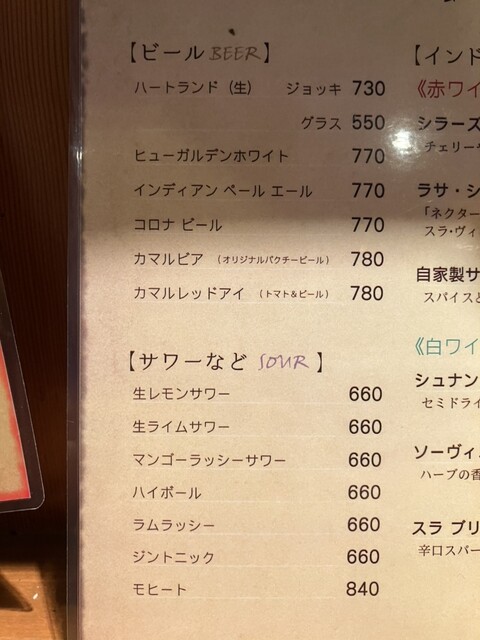 【ビール BEER】
ハートランド（生） ジョッキ 730
グラス 550
ヒューガルデンホワイト 770
インディアン ペール エール 770
コロナ ビール 770
カマルビア （オリジナルパクチービール） 780
カマルレッドアイ （トマト&ビール） 780
【サワーなど SOUR】
生レモンサワー 660
生ライムサワー 660
マンゴーラッシーサワー 660
ハイボール 660
ラムラッシー 660
ジントニック 660
モヒート 840
【インド
《赤ワイ
シラーズ
チェリーや
ラサ・シ
「ネクター
スラ・ヴィ
自家製サ
スパイスと
《白ワイ
シュナン
セミドライ
ソーヴィ
ハーブの香
スラ ブリ
辛口スパー